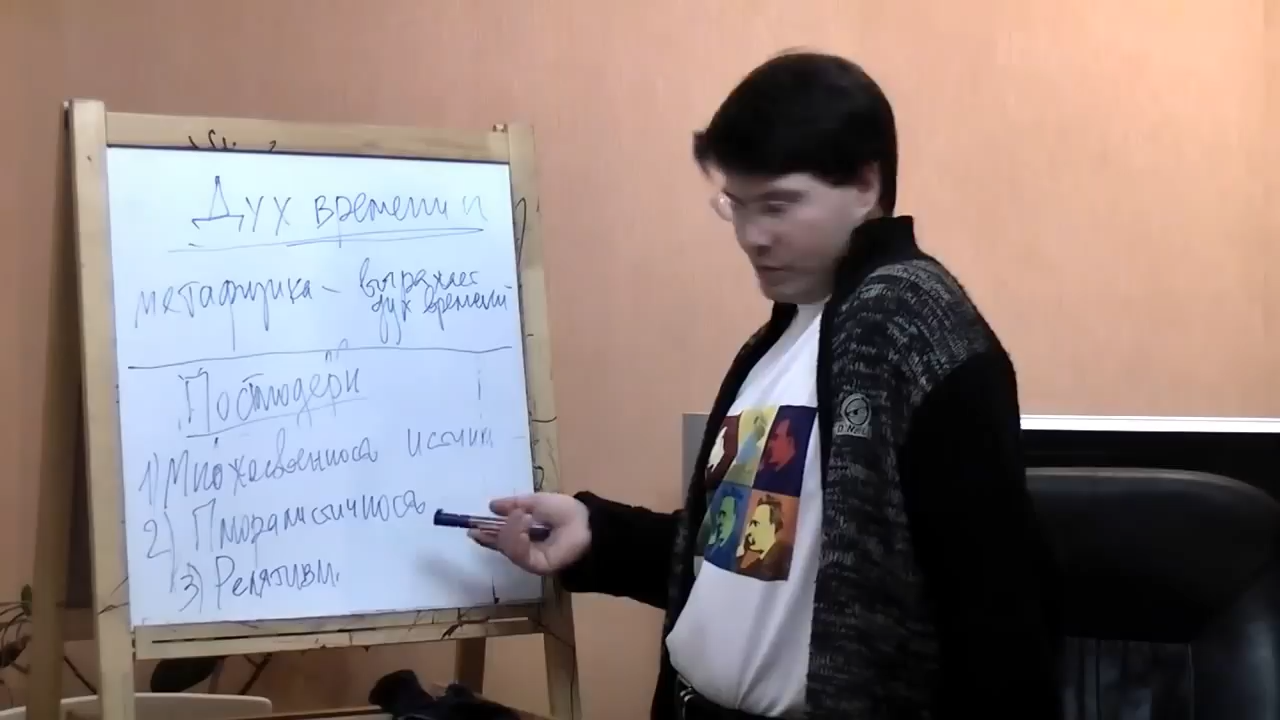 Дух времени и
метафизика – выражает
дух времени
Постмодерн
1) Множественность истин
2) Плюралистичность
3) Релятивизм.